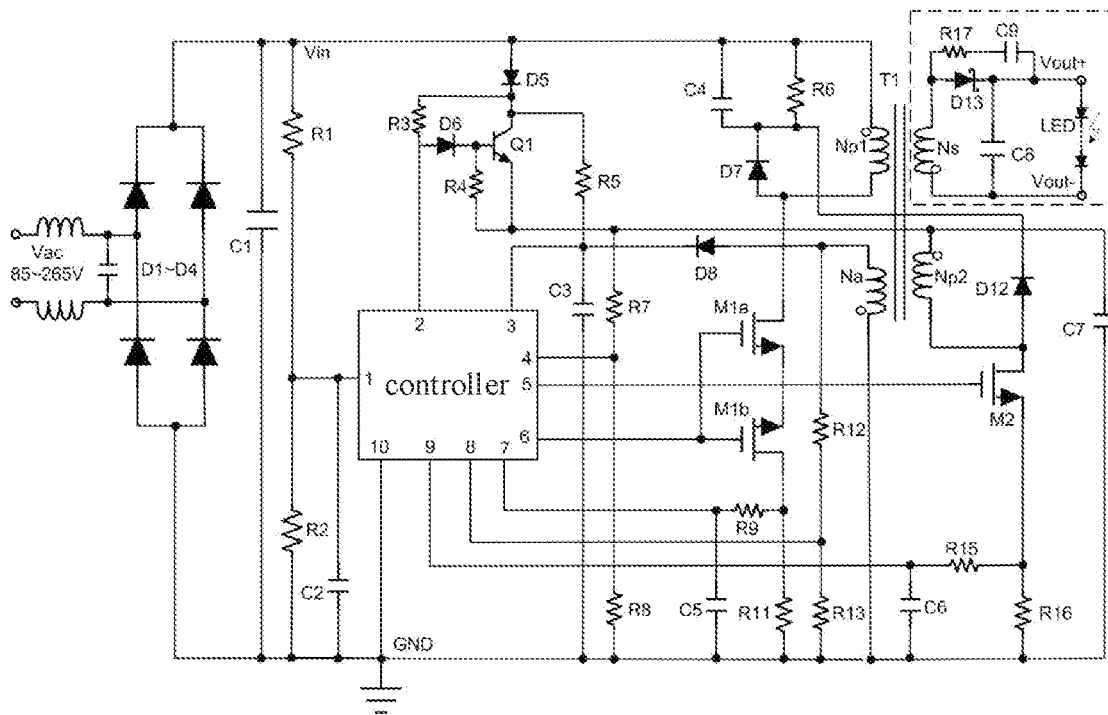 Vin
R17
C9
Vout+
D5
C4
R6
T1
D13
R1
R3
D6
Q1
LED
Np1
Ns
C8
R4
D7
R5
Vout-
Vac
85~265V
D1~D4
C1
D8
Na
Np2
D12
C3
R7
M1a
C7
2
3
4
1
controller
5
M1b
M2
6
R12
10
9
8
7
R2
R9
R15
C2
R8
C5
R11
R13
C6
R16
GND